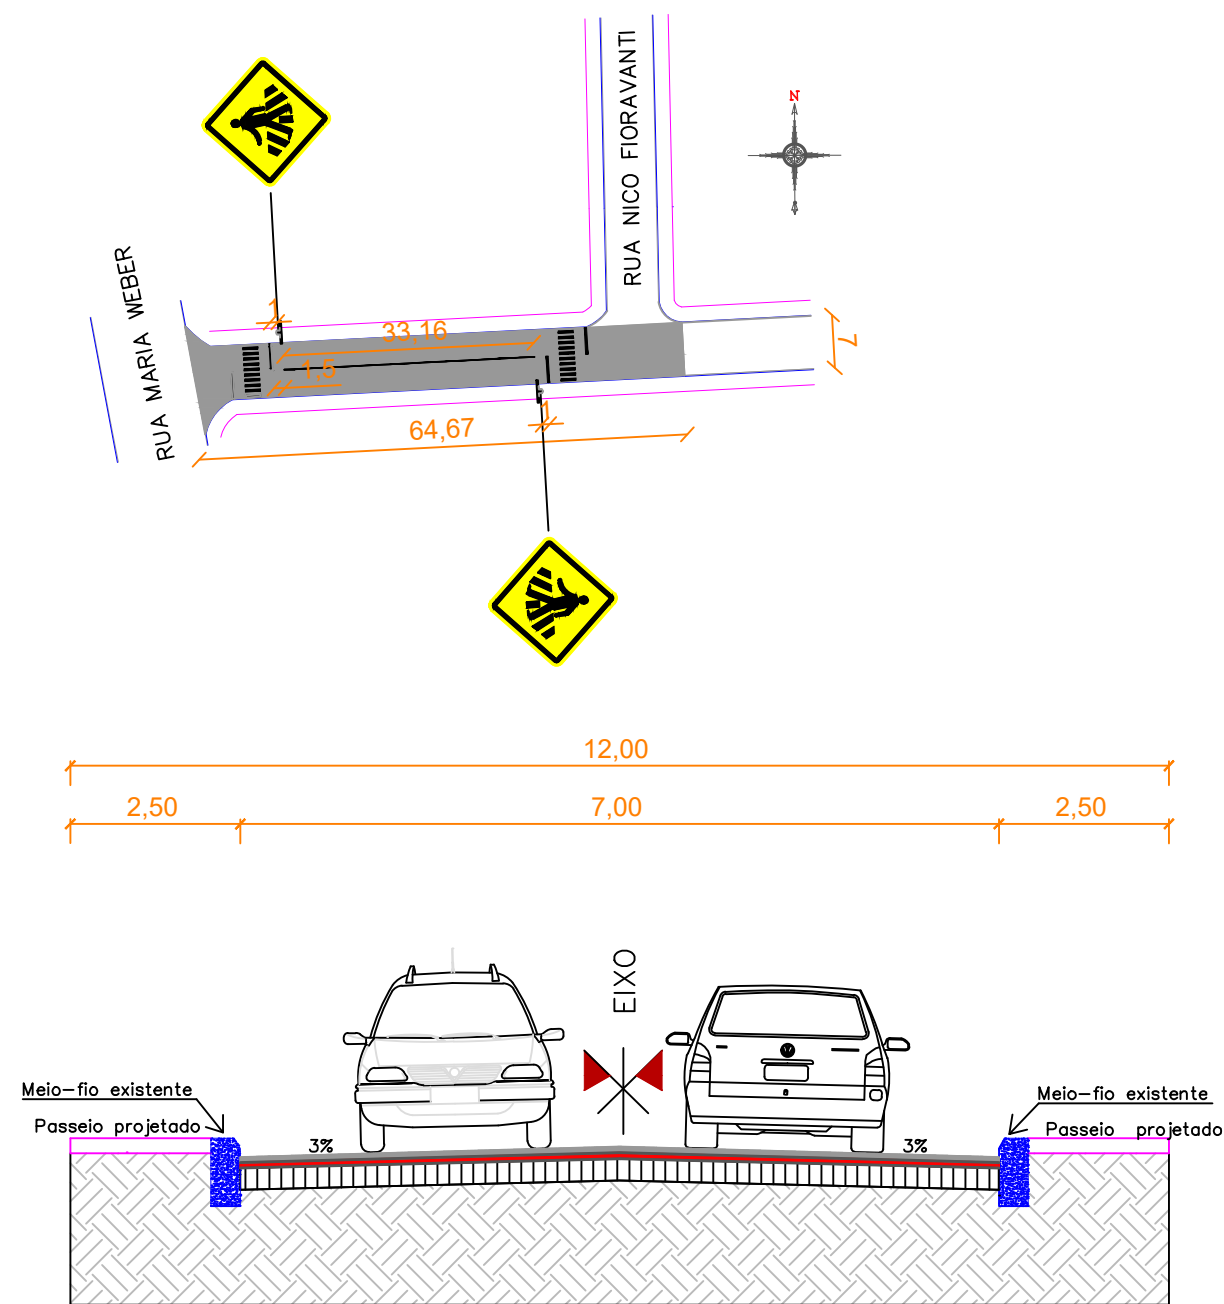 RUA NICO FIORAVANTI
N
RUA MARIA WEBER
1
33,16
7
1,5
1
64,67
12,00
2,50
7,00
2,50
EIXO
Meio-fio existente
Passeio projetado
3%
3%
Meio-fio existente
Passeio projetado